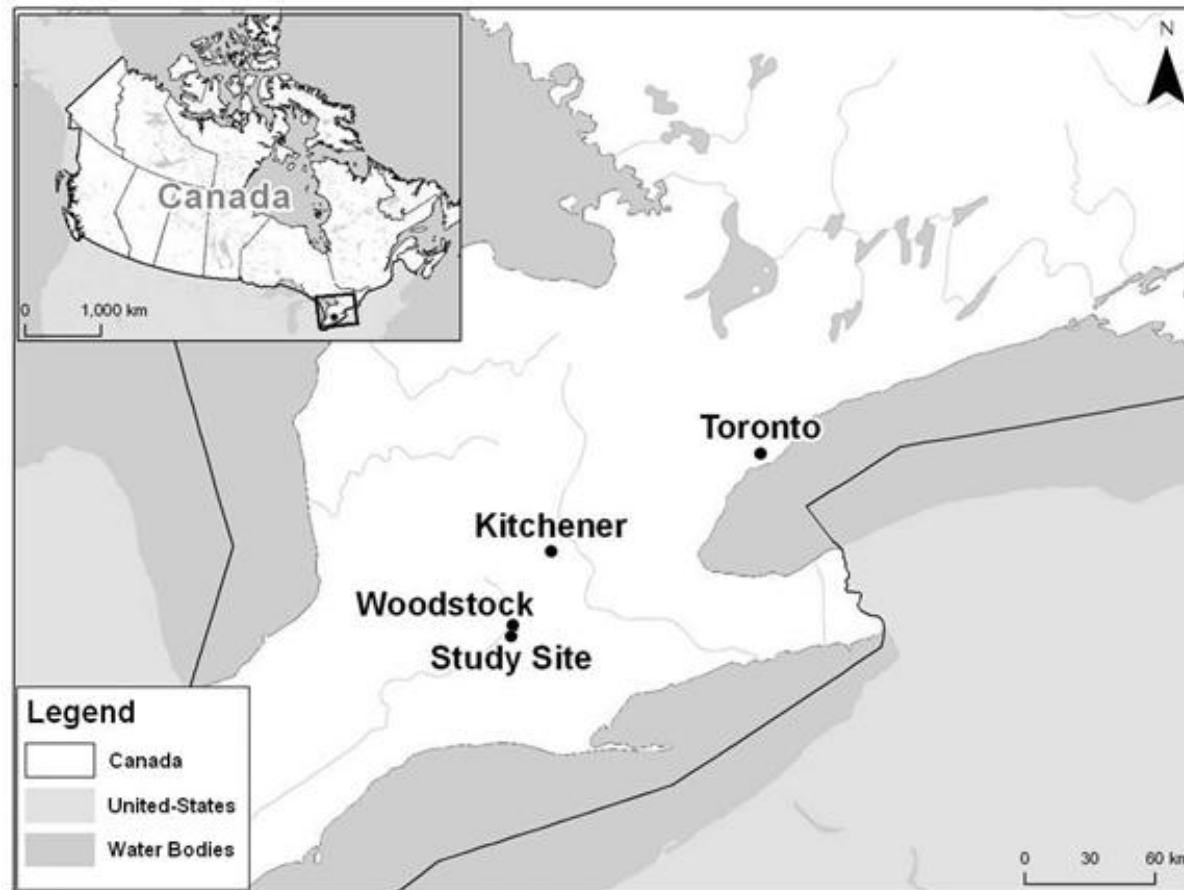 Canada
0 1,000 km
N
Toronto
Kitchener
Woodstock
Study Site
Legend
Canada
United-States
Water Bodies
0 30 60 km